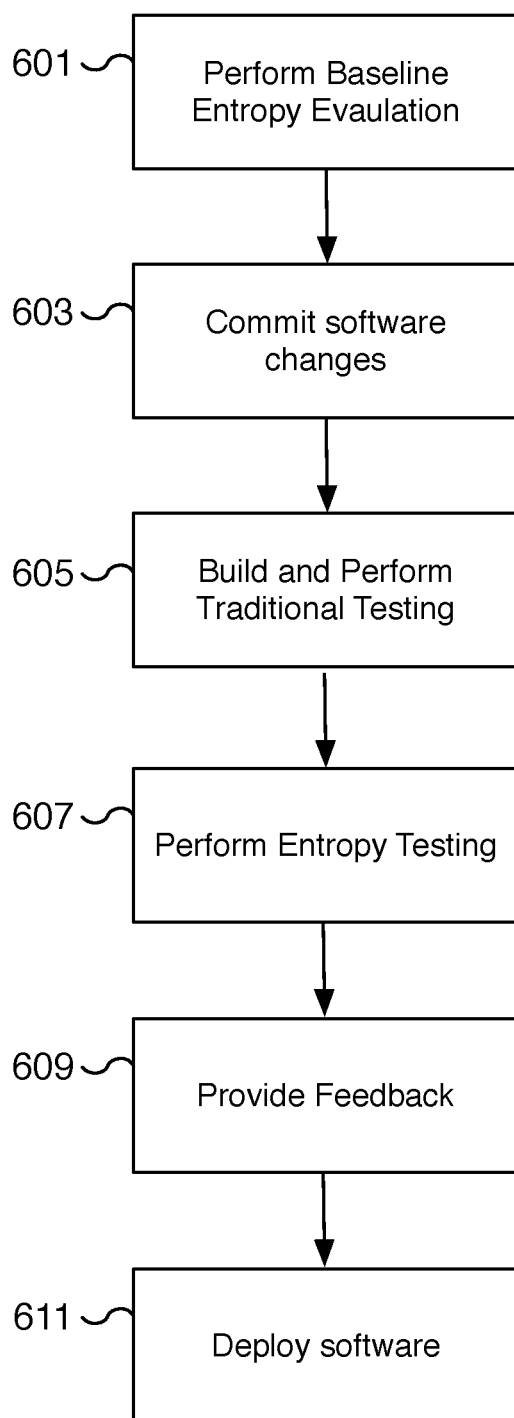 601
Perform Baseline
Entropy Evaulation
603
Commit software
changes
605
Build and Perform
Traditional Testing
607
Perform Entropy Testing
609
Provide Feedback
611
Deploy software